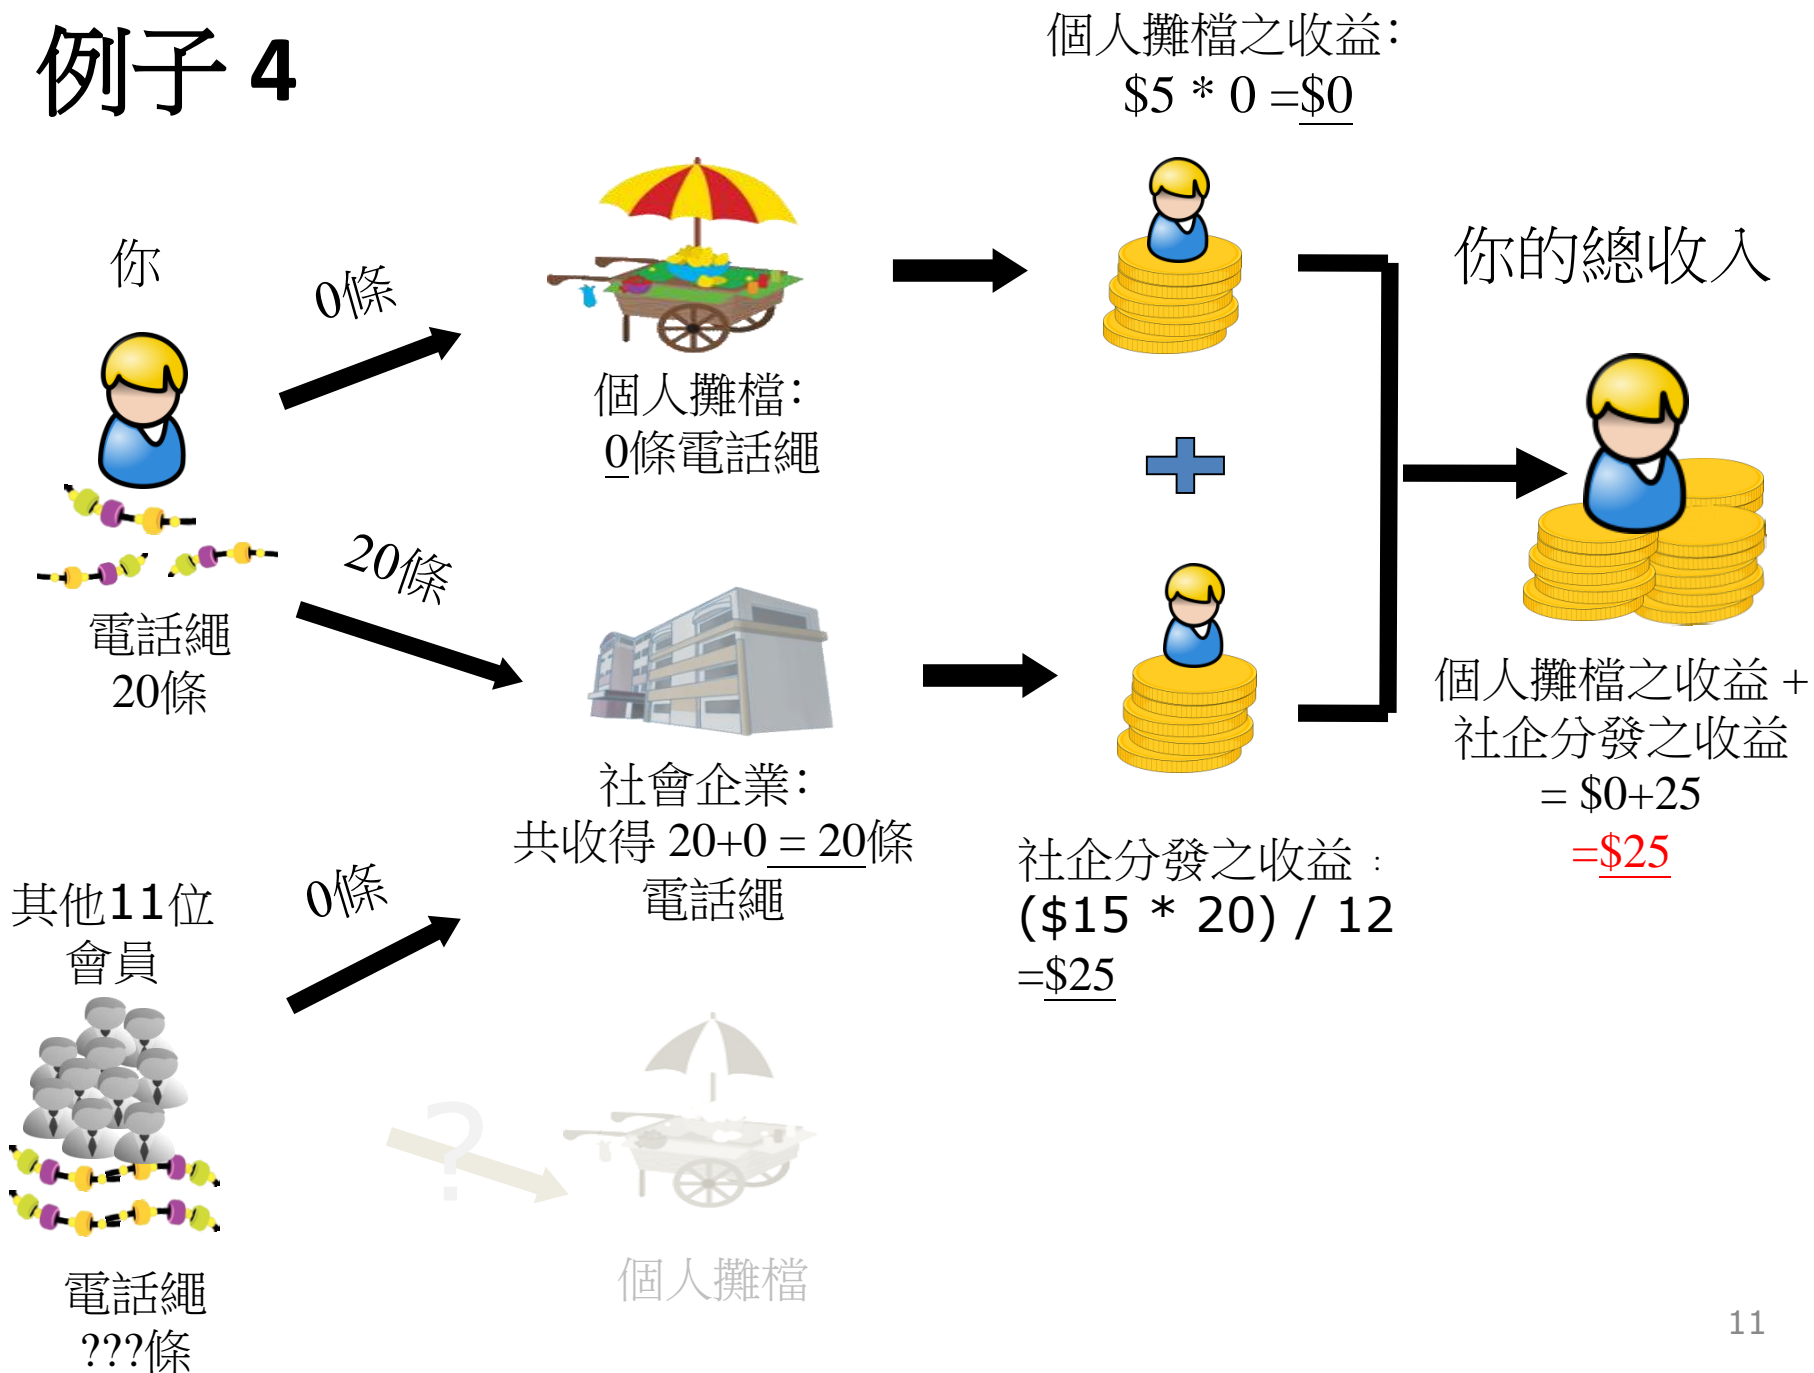 例子 4
個人攤檔之收益：
$5 * 0 =$0
你
0條
個人攤檔：
0條電話繩
你的總收入
電話繩
20條
20條
社會企業：
共收得 20+0 = 20條
電話繩
社企分發之收益：
($15 * 20) / 12
=$25
個人攤檔之收益 +
社企分發之收益
= $0+25
=$25
其他11位
會員
0條
?
個人攤檔
電話繩
???條
11